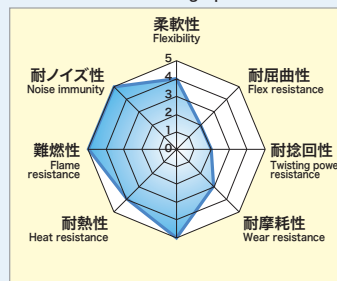 柔軟性
Flexibility
耐屈曲性
Flex resistance
耐捻回性
Twisting power
resistance
耐摩耗性
Wear resistance
耐熱性
Heat resistance
難燃性
Flame
resistance
耐ノイズ性
Noise immunity
5
4
3
2
1
0